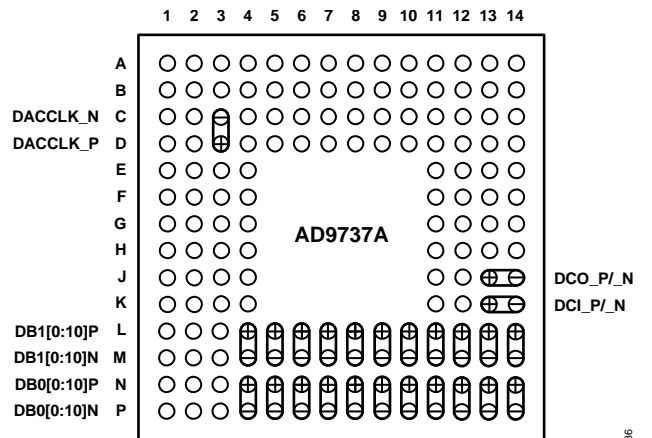 1 2 3 4 5 6 7 8 9 10 11 12 13 14
A
B
DACCLK_N C
DACCLK_P D
E
F
G
H
AD9737A
J DCO_P/_N
K DCI_P/_N
DB1[0:10]P L
DB1[0:10]N M
DB0[0:10]P N
DB0[0:10]N P